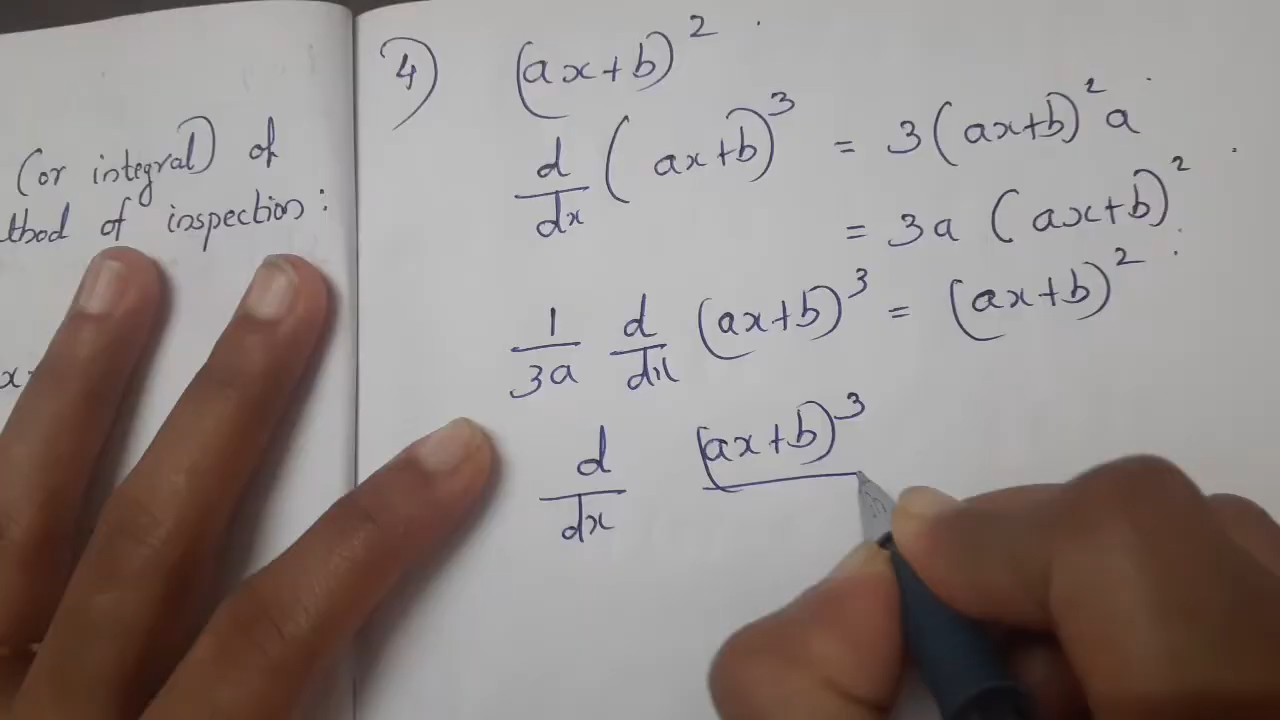 (or integral) of
thod of inspection:
x
4) (ax+b)²
d/dx (ax+b)³ = 3(ax+b)² a
= 3a (ax+b)²
1/3a d/dx (ax+b)³ = (ax+b)²
d/dx (ax+b)³